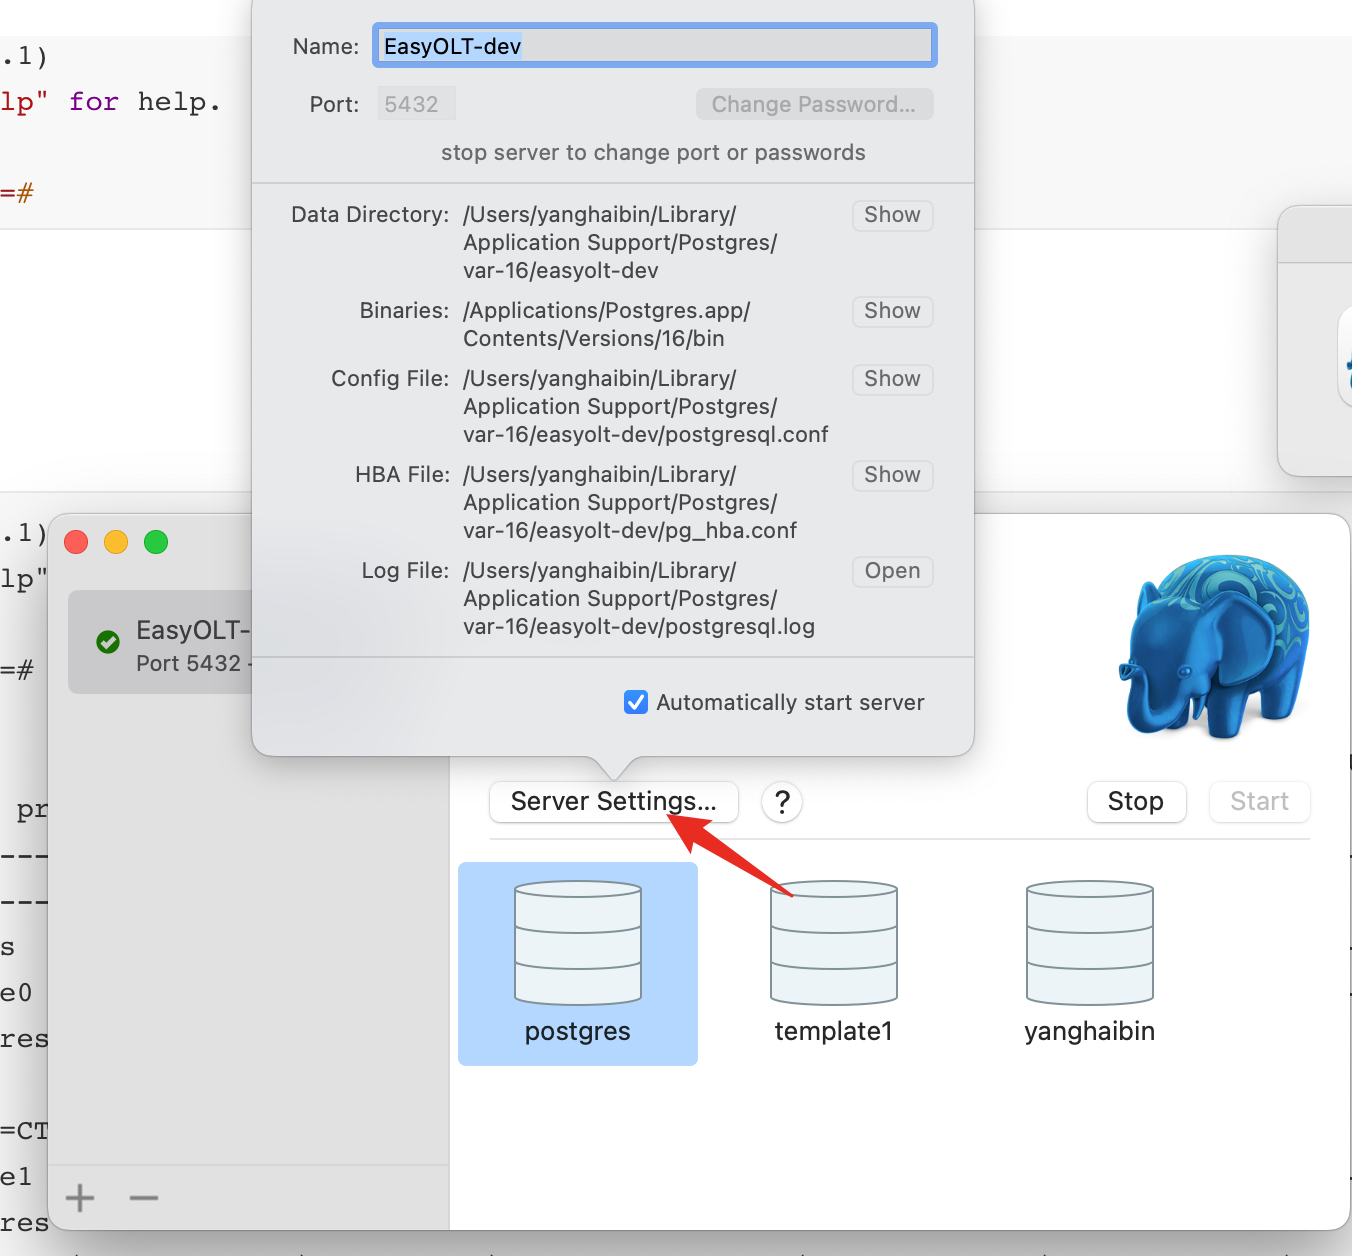 .1)
lp" for help.
=#
Name: EasyOLT-dev
Port: 5432 Change Password...
stop server to change port or passwords
Data Directory: /Users/yanghaibin/Library/ Show
Application Support/Postgres/
var-16/easyolt-dev
Binaries: /Applications/Postgres.app/ Show
Contents/Versions/16/bin
Config File: /Users/yanghaibin/Library/ Show
Application Support/Postgres/
var-16/easyolt-dev/postgresql.conf
HBA File: /Users/yanghaibin/Library/ Show
Application Support/Postgres/
var-16/easyolt-dev/pg_hba.conf
Log File: /Users/yanghaibin/Library/ Open
Application Support/Postgres/
var-16/easyolt-dev/postgresql.log
Automatically start server
.1)
lp"
=#
pr
----
----
s
e0
res
=CT
e1
res
EasyOLT-
Port 5432 -
Server Settings... ? Stop Start
postgres template1 yanghaibin